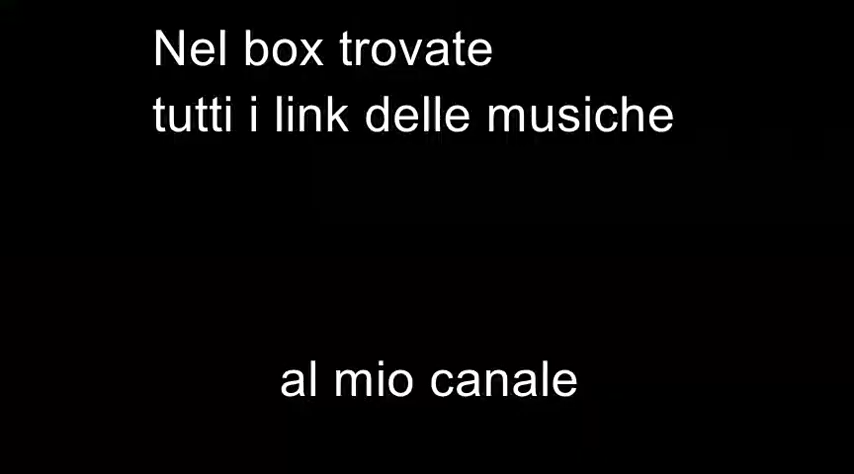 Nel box trovate
tutti i link delle musiche
al mio canale